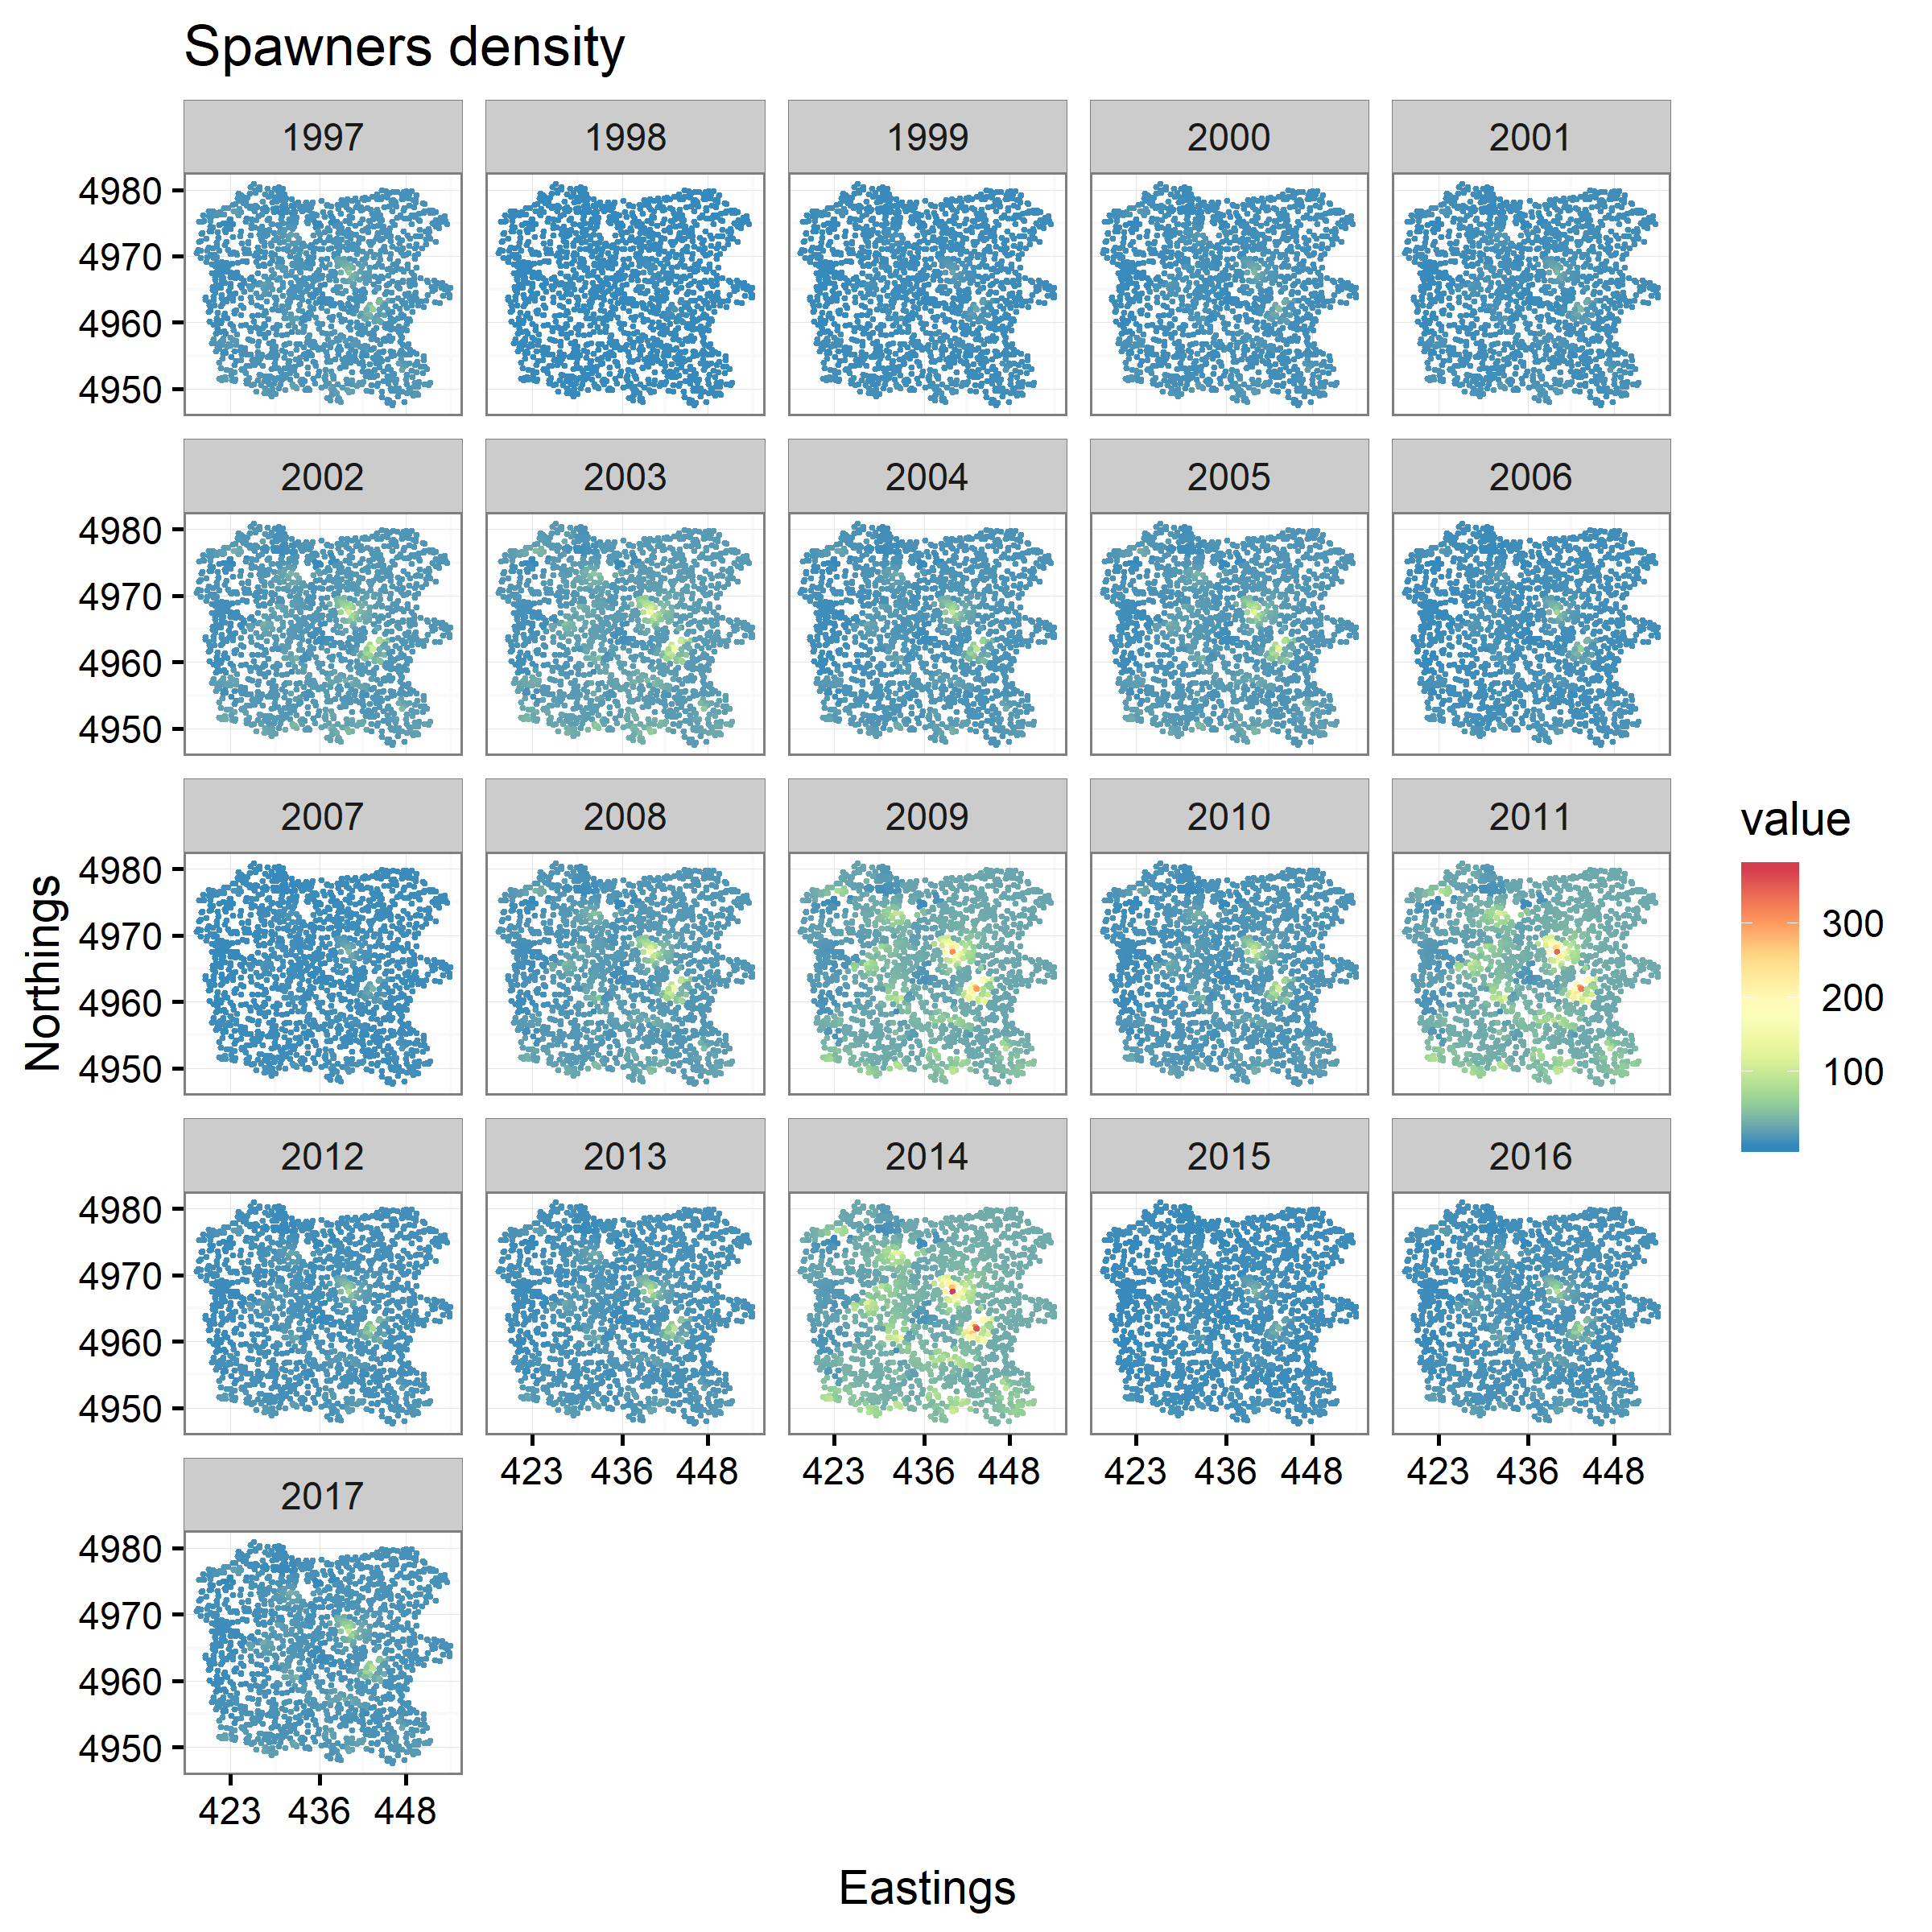 Spawners density
1997 1998 1999 2000 2001
4980
4970
4960
4950
2002 2003 2004 2005 2006
4980
4970
4960
4950
2007 2008 2009 2010 2011
4980
4970
4960
4950
2012 2013 2014 2015 2016
4980
4970
4960
4950
423 436 448 423 436 448 423 436 448 423 436 448
2017
4980
4970
4960
4950
423 436 448
Northings
Eastings
value
300
200
100